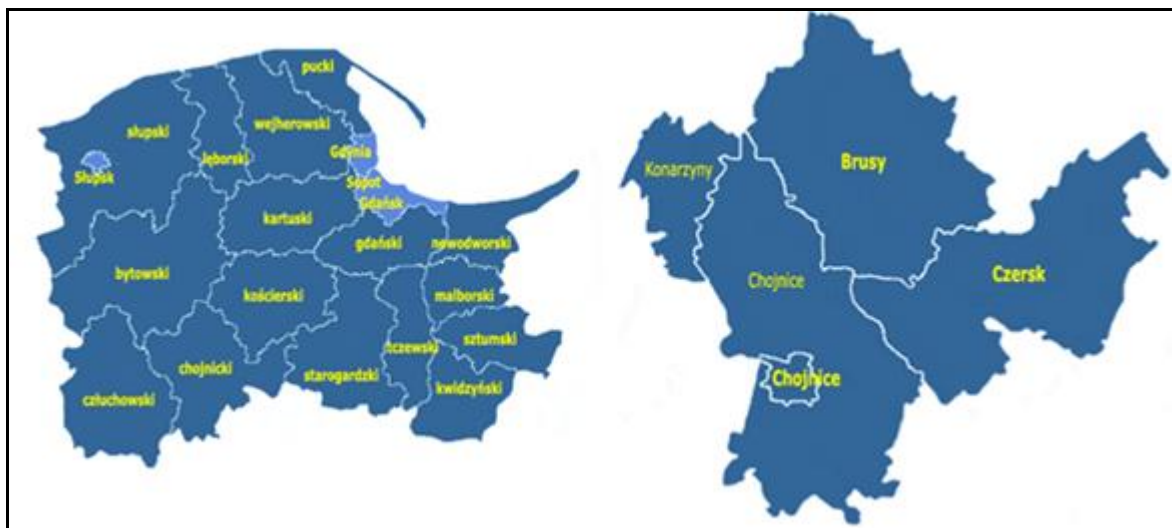 pucki
słupski
wejherowski
Gdynia
lęborski
Słupsk
Sopot
Gdańsk
kartuski
gdański
nowodworski
bytowski
kościerski
malborski
sztumski
tczewski
chojnicki
starogardzki
kwidzyński
człuchowski
Konarzyny
Brusy
Chojnice
Czersk
Chojnice